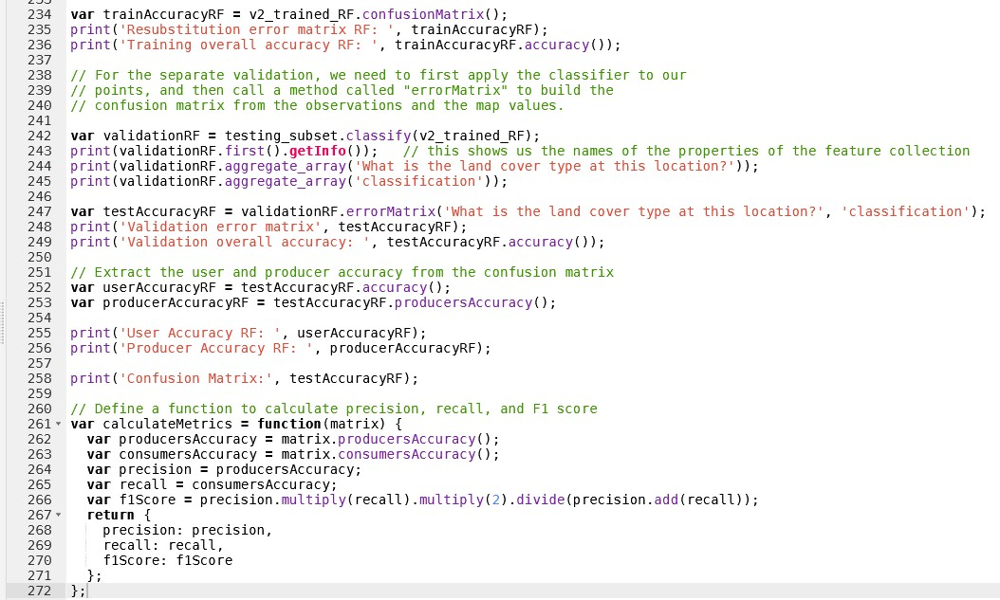 234 var trainAccuracyRF = v2_trained_RF.confusionMatrix();
235 print('Resubstitution error matrix RF: ', trainAccuracyRF);
236 print('Training overall accuracy RF: ', trainAccuracyRF.accuracy());
237
238 // For the separate validation, we need to first apply the classifier to our
239 // points, and then call a method called "errorMatrix" to build the
240 // confusion matrix from the observations and the map values.
241
242 var validationRF = testing_subset.classify(v2_trained_RF);
243 print(validationRF.first().getInfo());   // this shows us the names of the properties of the feature collection
244 print(validationRF.aggregate_array('What is the land cover type at this location?'));
245 print(validationRF.aggregate_array('classification'));
246
247 var testAccuracyRF = validationRF.errorMatrix('What is the land cover type at this location?', 'classification');
248 print('Validation error matrix', testAccuracyRF);
249 print('Validation overall accuracy: ', testAccuracyRF.accuracy());
250
251 // Extract the user and producer accuracy from the confusion matrix
252 var userAccuracyRF = testAccuracyRF.accuracy();
253 var producerAccuracyRF = testAccuracyRF.producersAccuracy();
254
255 print('User Accuracy RF: ', userAccuracyRF);
256 print('Producer Accuracy RF: ', producerAccuracyRF);
257
258 print('Confusion Matrix:', testAccuracyRF);
259
260 // Define a function to calculate precision, recall, and F1 score
261 var calculateMetrics = function(matrix) {
262   var producersAccuracy = matrix.producersAccuracy();
263   var consumersAccuracy = matrix.consumersAccuracy();
264   var precision = producersAccuracy;
265   var recall = consumersAccuracy;
266   var f1Score = precision.multiply(recall).multiply(2).divide(precision.add(recall));
267   return {
268     precision: precision,
269     recall: recall,
270     f1Score: f1Score
271   };
272 };